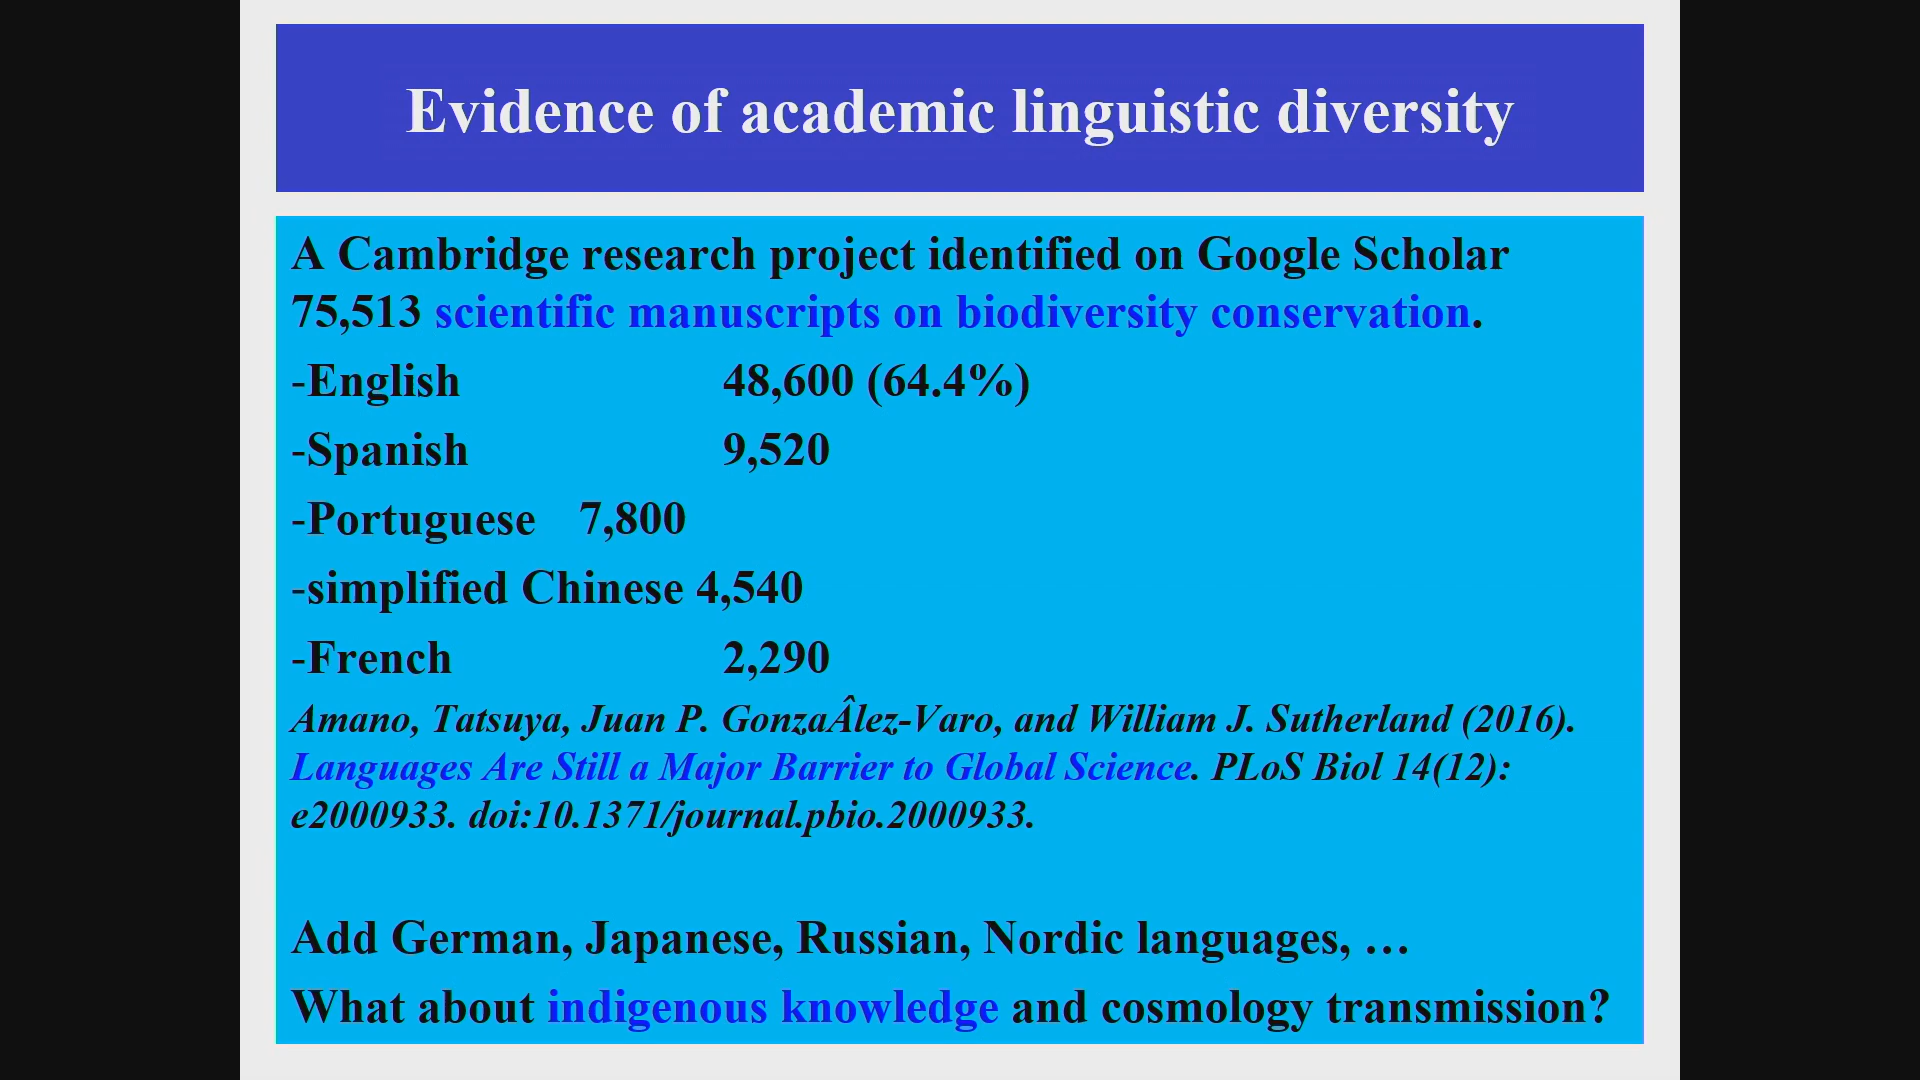 Evidence of academic linguistic diversity
A Cambridge research project identified on Google Scholar
75,513 scientific manuscripts on biodiversity conservation.
-English 48,600 (64.4%)
-Spanish 9,520
-Portuguese 7,800
-simplified Chinese 4,540
-French 2,290
Amano, Tatsuya, Juan P. GonzaÂlez-Varo, and William J. Sutherland (2016).
Languages Are Still a Major Barrier to Global Science. PLoS Biol 14(12):
e2000933. doi:10.1371/journal.pbio.2000933.
Add German, Japanese, Russian, Nordic languages, …
What about indigenous knowledge and cosmology transmission?